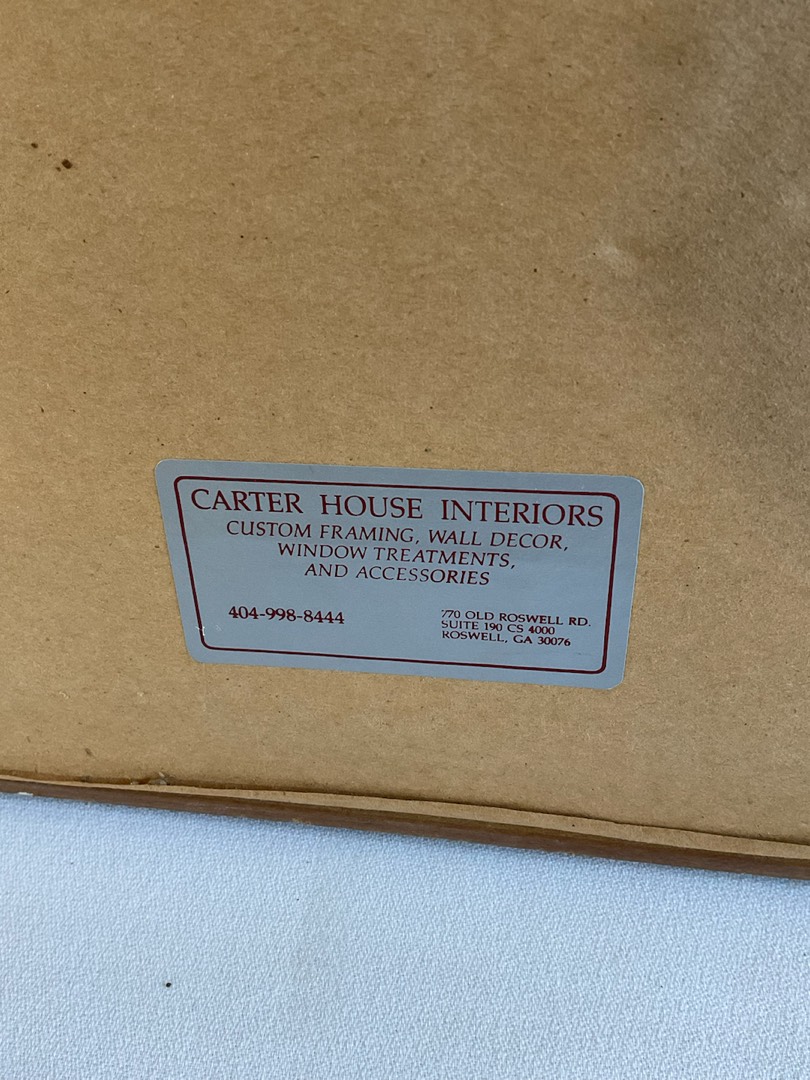 CARTER HOUSE INTERIORS
CUSTOM FRAMING, WALL DECOR,
WINDOW TREATMENTS,
AND ACCESSORIES
404-998-8444
770 OLD ROSWELL RD.
SUITE 190 CS 4000
ROSWELL, GA 30076